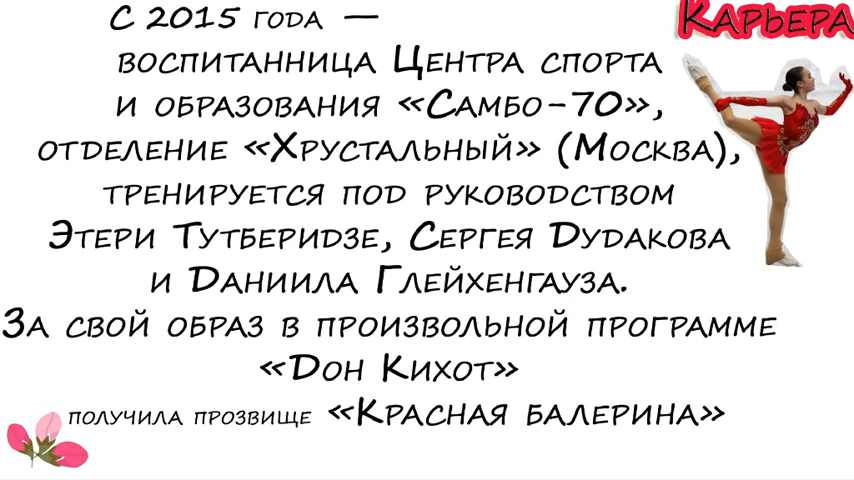 Карьера
С 2015 года —
воспитанница Центра спорта
и образования «Самбо-70»,
отделение «Хрустальный» (Москва),
тренируется под руководством
Этери Тутберидзе, Сергея Дудакова
и Даниила Глейхенгауза.
За свой образ в произвольной программе
«Дон Кихот»
получила прозвище «Красная балерина»